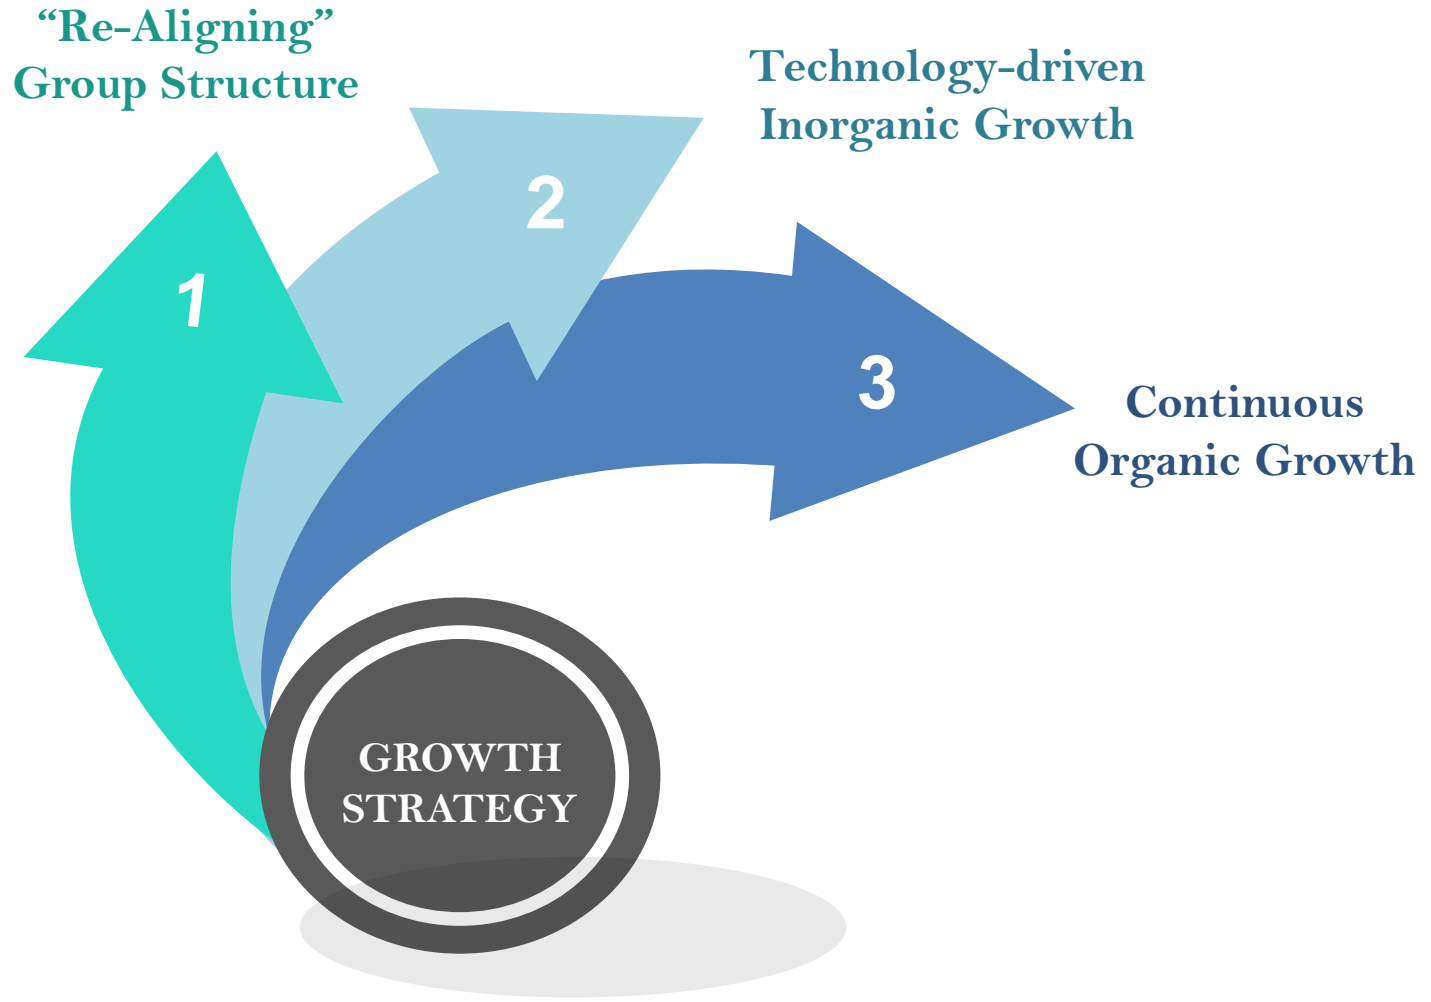 “Re-Aligning”
Group Structure
Technology-driven
Inorganic Growth
1
2
3
Continuous
Organic Growth
GROWTH
STRATEGY